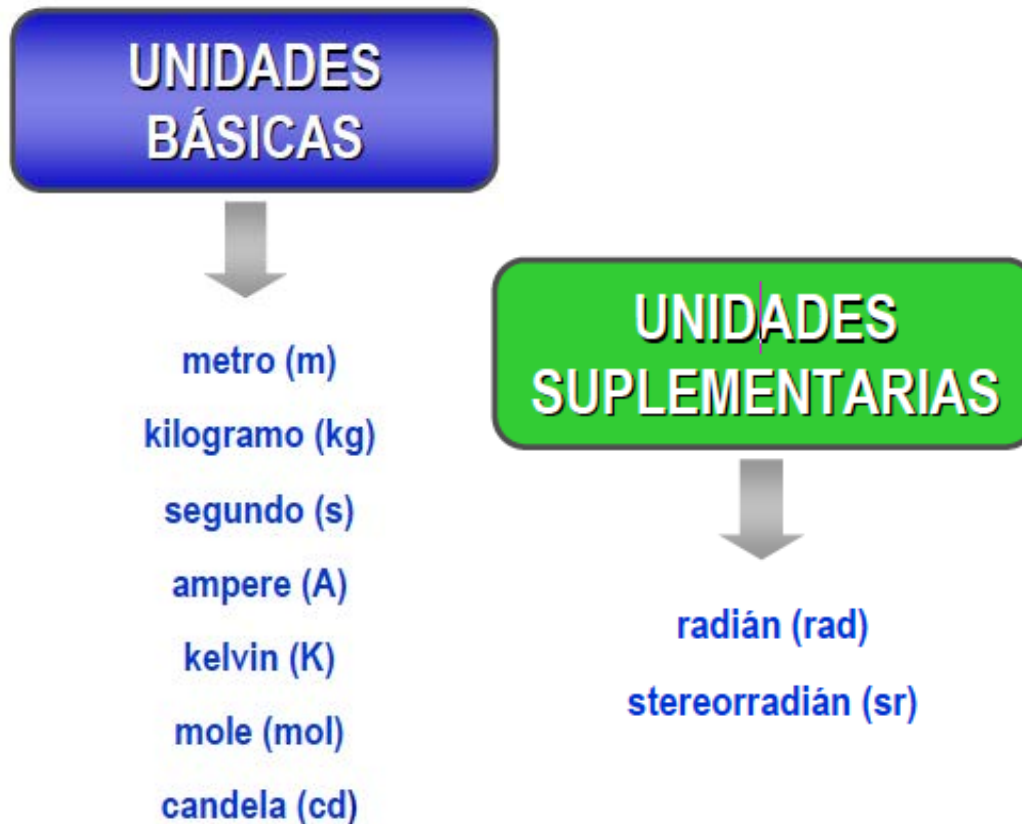 UNIDADES
BÁSICAS
metro (m)
kilogramo (kg)
segundo (s)
ampere (A)
kelvin (K)
mole (mol)
candela (cd)
UNIDADES
SUPLEMENTARIAS
radián (rad)
stereorradián (sr)